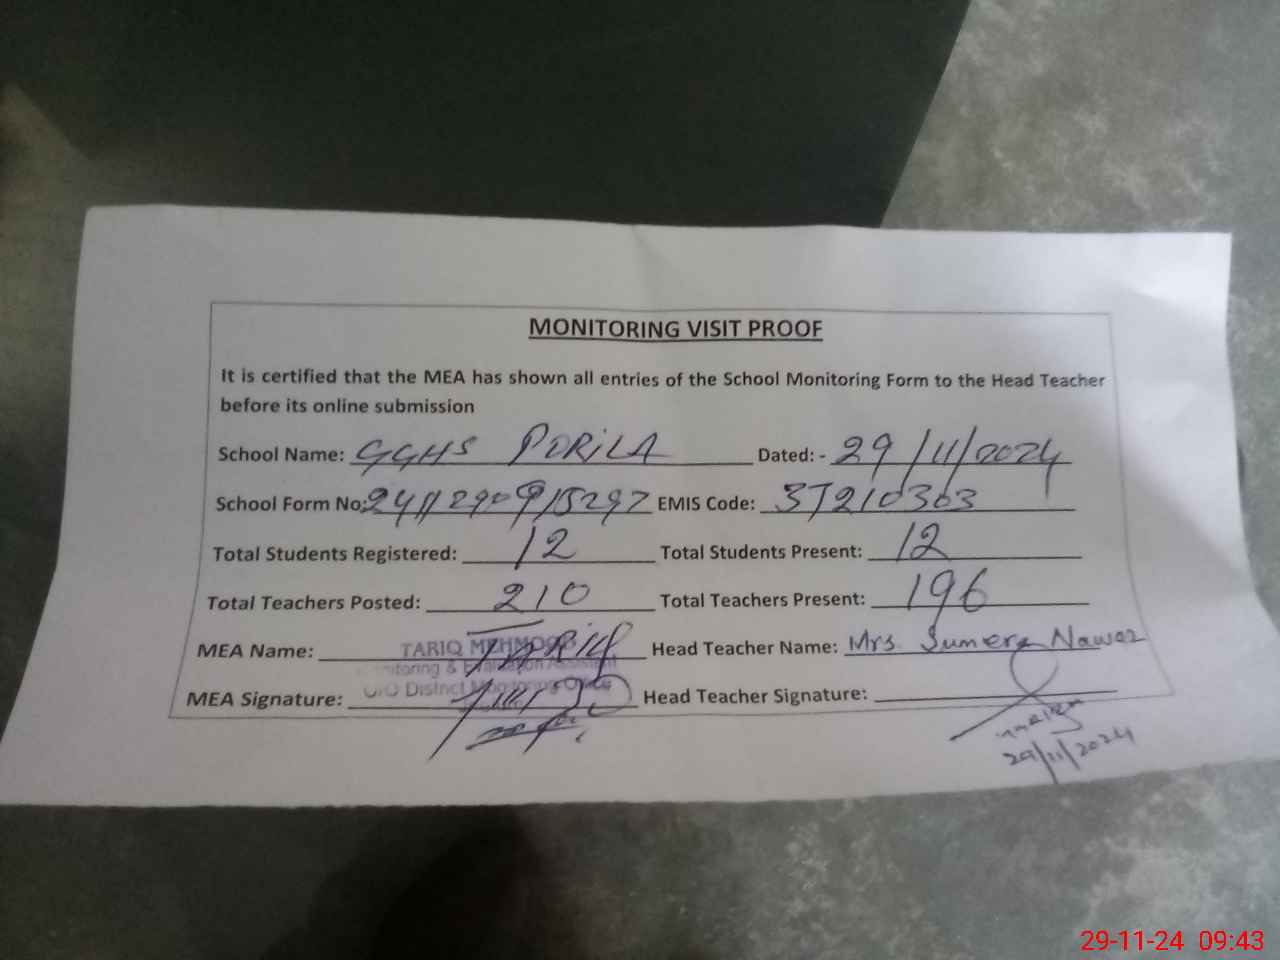 MONITORING VISIT PROOF
It is certified that the MEA has shown all entries of the School Monitoring Form to the Head Teacher
before its online submission
School Name: GGHS PORiLA Dated: - 29/11/2024
School Form No: EMIS Code: 37210303
Total Students Registered: 12 Total Students Present: 12
Total Teachers Posted: 210 Total Teachers Present: 196
MEA Name: TARIQ MEHMOOD Head Teacher Name: Mrs. Sumera Nawaz
Monitoring & Evaluation Assistant
MEA Signature: O/O District Monitoring Office Head Teacher Signature:
29/11/2024
29-11-24 09:43